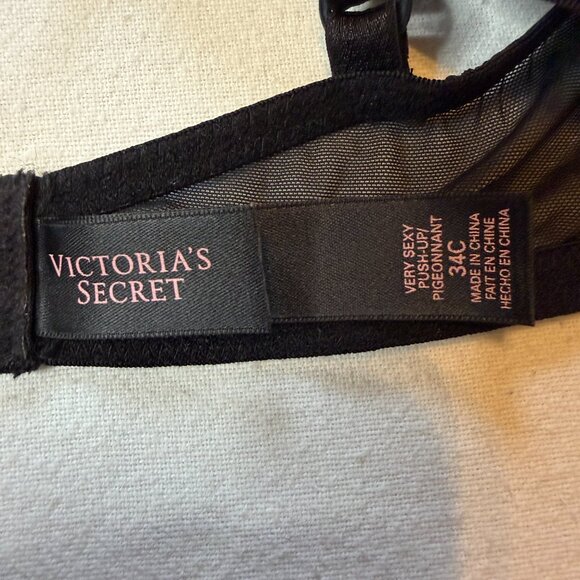 VICTORIA'S
SECRET
VERY SEXY
PUSH-UP/
PIGEONNANT
34C
MADE IN CHINA
FAIT EN CHINE
HECHO EN CHINA